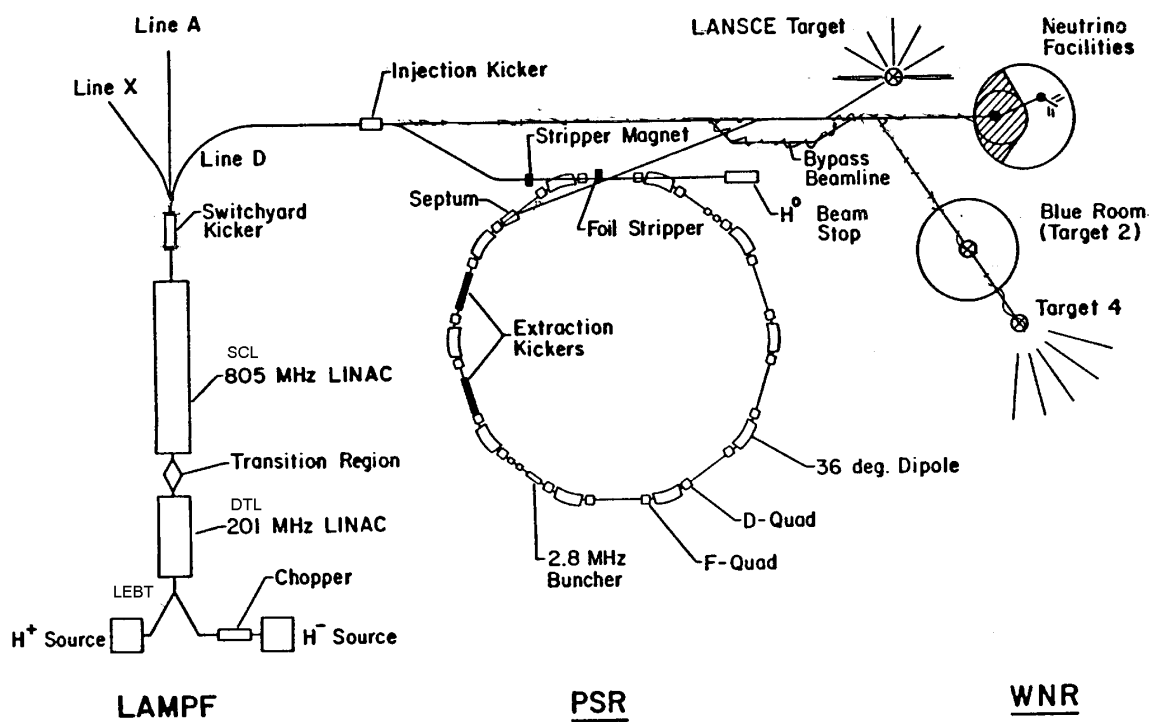 Line A
Line X
Line D
Switchyard
Kicker
SCL
805 MHz LINAC
Transition Region
DTL
201 MHz LINAC
LEBT
Chopper
H⁺ Source
H⁻ Source
LAMPF
Injection Kicker
Stripper Magnet
Septum
Foil Stripper
H⁰ Beam
Stop
Extraction
Kickers
36 deg. Dipole
D-Quad
F-Quad
2.8 MHz
Buncher
PSR
LANSCE Target
Neutrino
Facilities
Bypass
Beamline
Blue Room
(Target 2)
Target 4
WNR